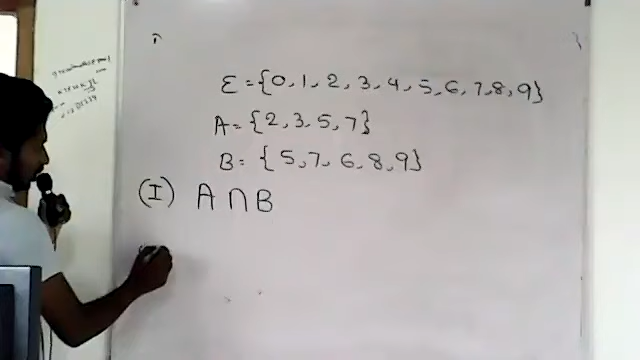 ε = {0, 1, 2, 3, 4, 5, 6, 7, 8, 9}
A = {2, 3, 5, 7}
B = {5, 7, 6, 8, 9}
(I) A ∩ B